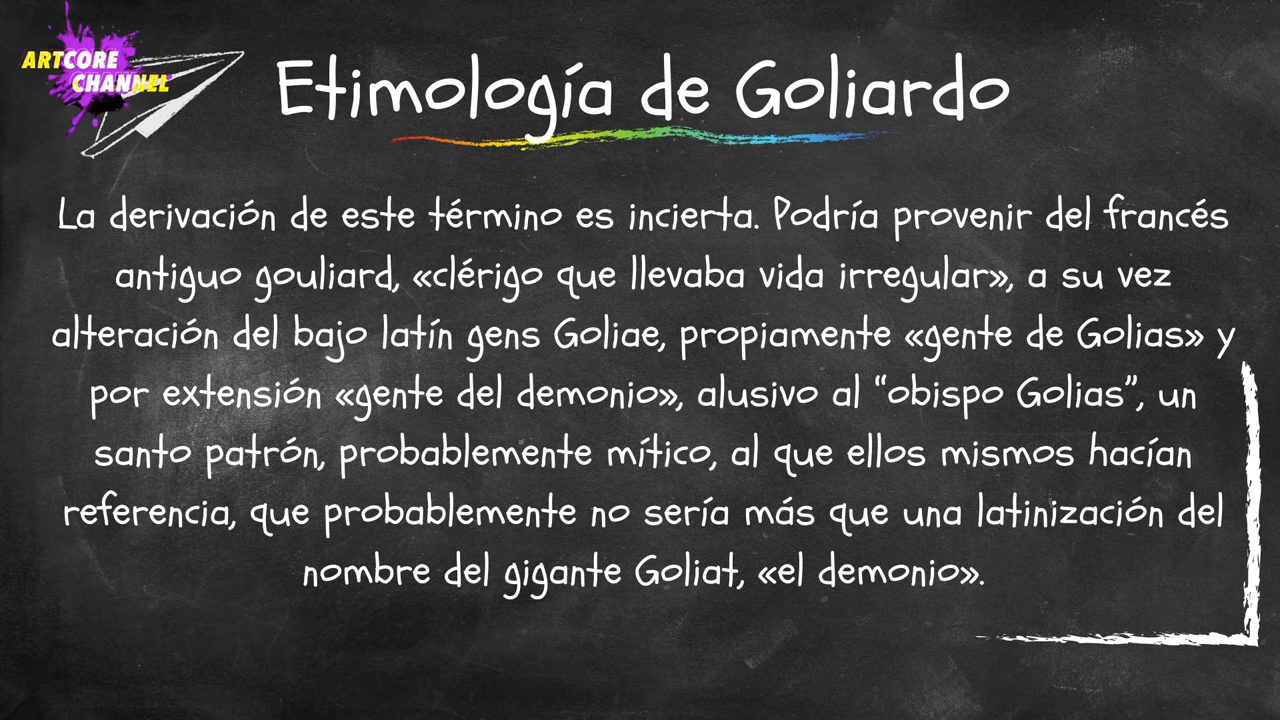 ARTCORE
CHANNEL
Etimología de Goliardo
La derivación de este término es incierta. Podría provenir del francés
antiguo gouliard, «clérigo que llevaba vida irregular», a su vez
alteración del bajo latín gens Goliae, propiamente «gente de Golias» y
por extensión «gente del demonio», alusivo al “obispo Golias”, un
santo patrón, probablemente mítico, al que ellos mismos hacían
referencia, que probablemente no sería más que una latinización del
nombre del gigante Goliat, «el demonio».